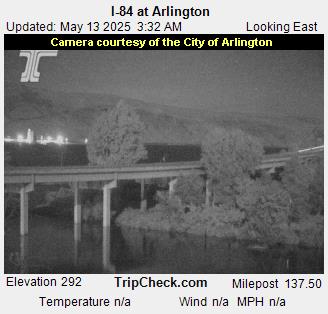 I-84 at Arlington
Updated: May 13 2025 3:32 AM Looking East
Camera courtesy of the City of Arlington
Elevation 292 TripCheck.com Milepost 137.50
Temperature n/a Wind n/a MPH n/a